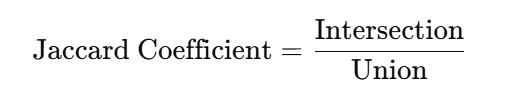 Jaccard Coefficient = Intersection / Union